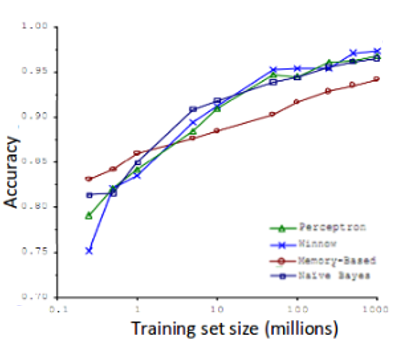 1.00
0.95
0.90
0.85
0.80
0.75
0.70
Accuracy
0.1 1 10 100 1000
Training set size (millions)
Perceptron
Winnow
Memory-Based
Naive Bayes